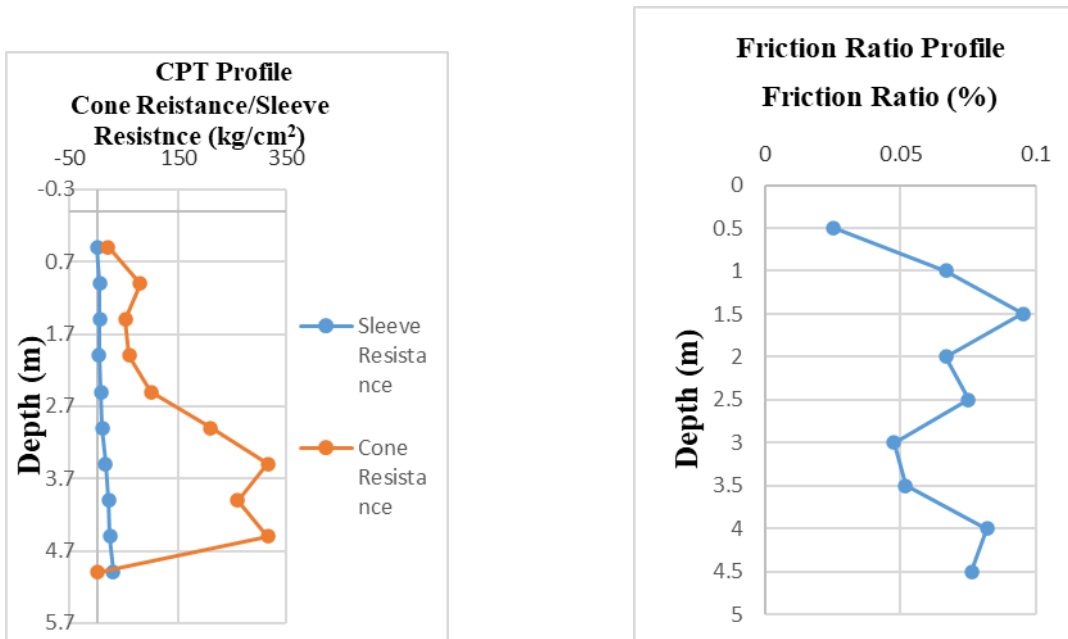 CPT Profile
Cone Reistance/Sleeve
Resistnce (kg/cm²)
-50 150 350
-0.3
0.7
1.7
2.7
3.7
4.7
5.7
Depth (m)
Sleeve
Resista
nce
Cone
Resista
nce
Friction Ratio Profile
Friction Ratio (%)
0 0.05 0.1
0
0.5
1
1.5
2
2.5
3
3.5
4
4.5
5
Depth (m)